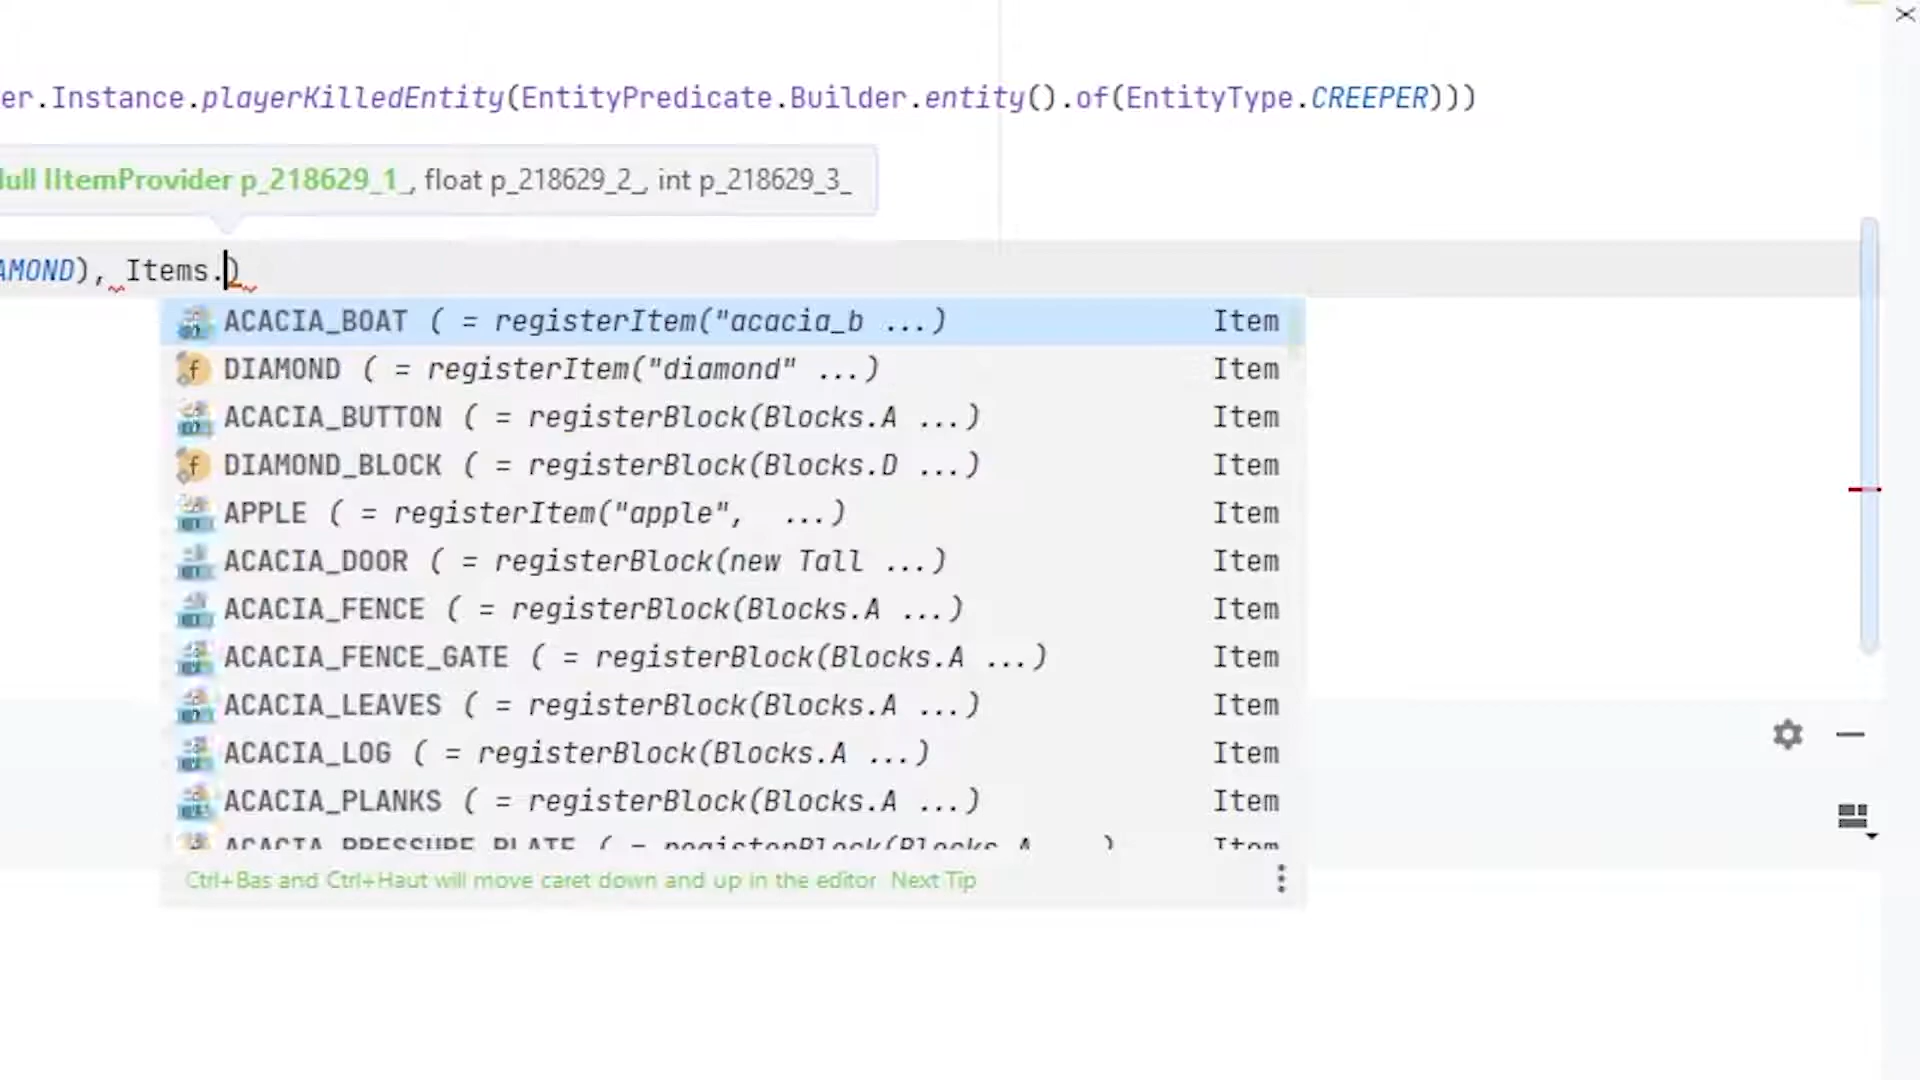 er.Instance.playerKilledEntity(EntityPredicate.Builder.entity().of(EntityType.CREEPER)))
IItemProvider p_218629_1_, float p_218629_2_, int p_218629_3_
AMOND), Items.)
ACACIA_BOAT ( = registerItem("acacia_b ...) Item
DIAMOND ( = registerItem("diamond" ...) Item
ACACIA_BUTTON ( = registerBlock(Blocks.A ...) Item
DIAMOND_BLOCK ( = registerBlock(Blocks.D ...) Item
APPLE ( = registerItem("apple", ...) Item
ACACIA_DOOR ( = registerBlock(new Tall ...) Item
ACACIA_FENCE ( = registerBlock(Blocks.A ...) Item
ACACIA_FENCE_GATE ( = registerBlock(Blocks.A ...) Item
ACACIA_LEAVES ( = registerBlock(Blocks.A ...) Item
ACACIA_LOG ( = registerBlock(Blocks.A ...) Item
ACACIA_PLANKS ( = registerBlock(Blocks.A ...) Item
ACACIA_PRESSURE_PLATE ( = registerBlock(Blocks.A ...) Item
Ctrl+Bas and Ctrl+Haut will move caret down and up in the editor Next Tip